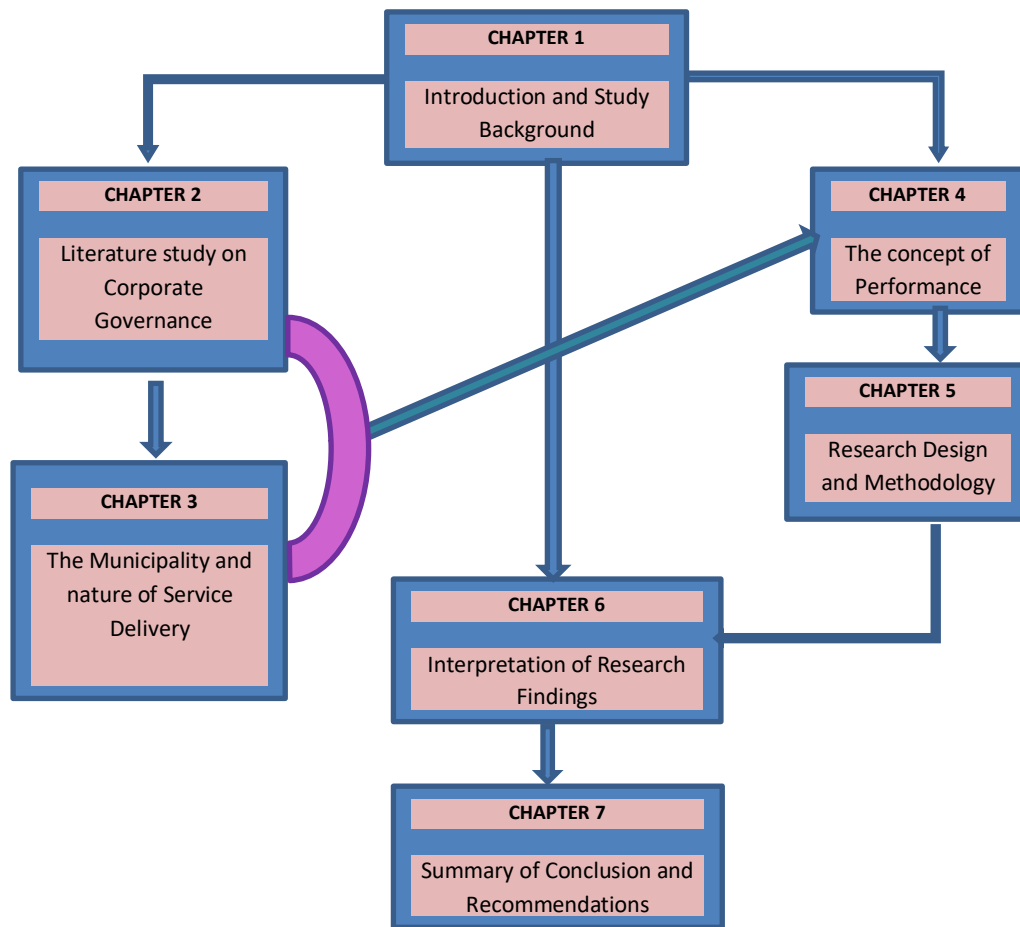 CHAPTER 1
Introduction and Study
Background
CHAPTER 2
Literature study on
Corporate
Governance
CHAPTER 3
The Municipality and
nature of Service
Delivery
CHAPTER 4
The concept of
Performance
CHAPTER 5
Research Design
and Methodology
CHAPTER 6
Interpretation of Research
Findings
CHAPTER 7
Summary of Conclusion and
Recommendations